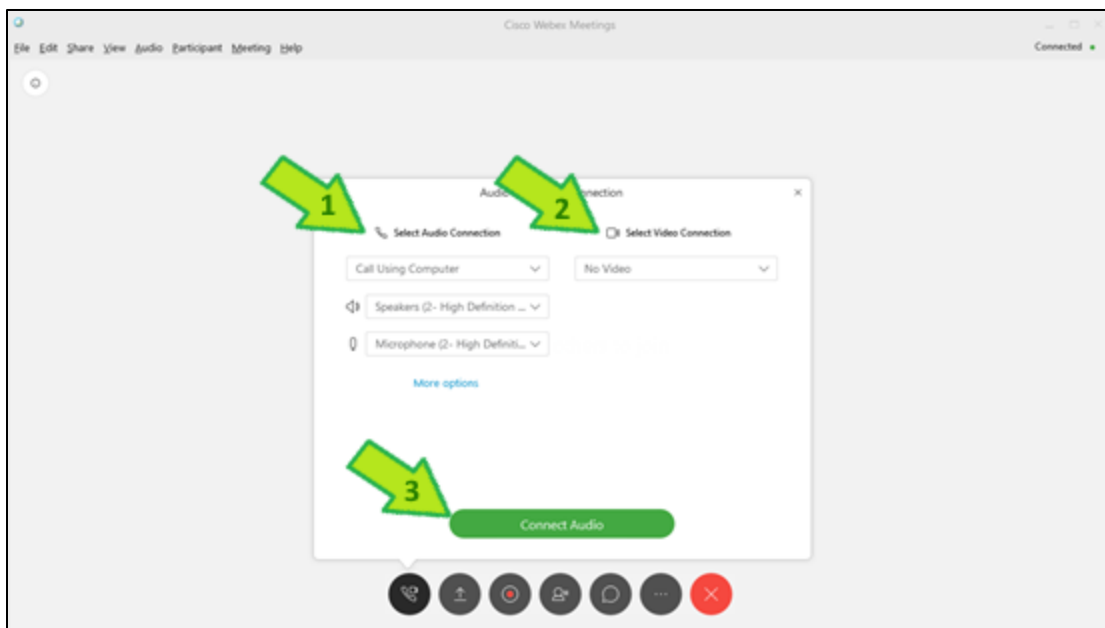 Cisco Webex Meetings
File Edit Share View Audio Participant Meeting Help
Connected
Audio nnection
1
2
Select Audio Connection
Select Video Connection
Call Using Computer
No Video
Speakers (2- High Definition ...
Microphone (2- High Definiti...
More options
3
Connect Audio